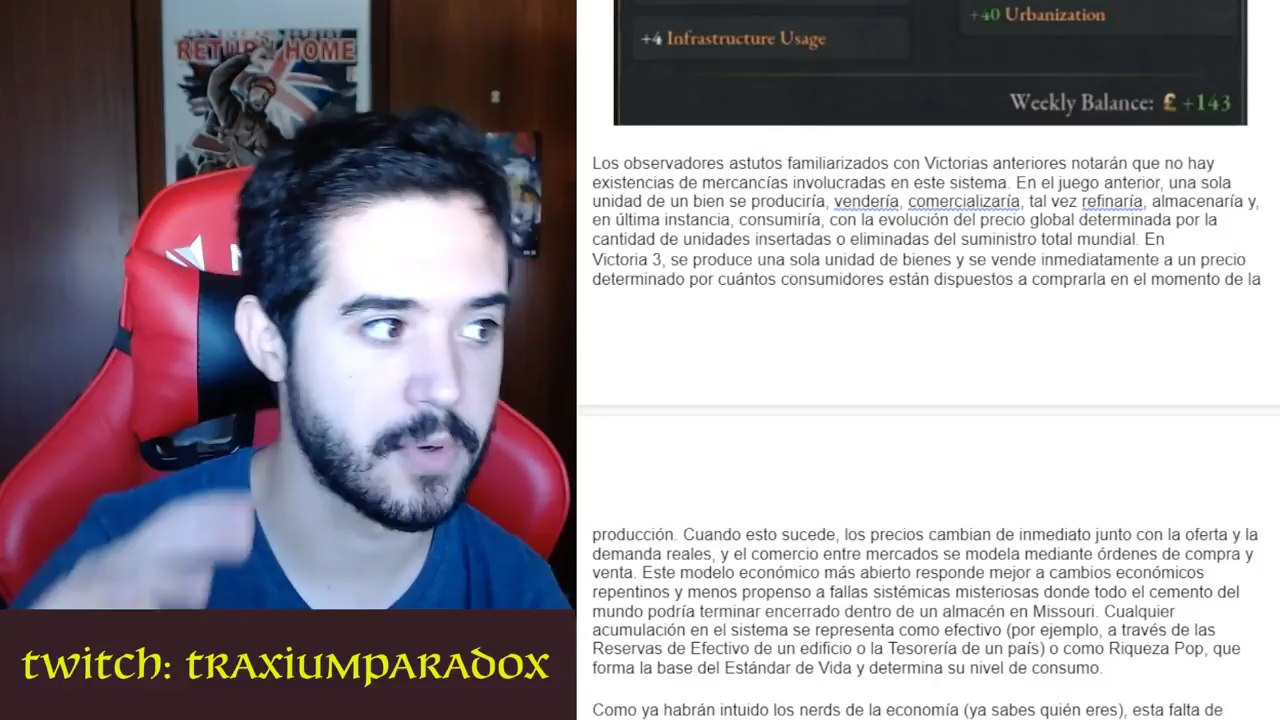 RETURN HOME
+40 Urbanization
+4 Infrastructure Usage
Weekly Balance: £ +143
Los observadores astutos familiarizados con Victorias anteriores notarán que no hay
existencias de mercancías involucradas en este sistema. En el juego anterior, una sola
unidad de un bien se produciría, vendería, comercializaría, tal vez refinaría, almacenaría y,
en última instancia, consumiría, con la evolución del precio global determinada por la
cantidad de unidades insertadas o eliminadas del suministro total mundial. En
Victoria 3, se produce una sola unidad de bienes y se vende inmediatamente a un precio
determinado por cuántos consumidores están dispuestos a comprarla en el momento de la
producción. Cuando esto sucede, los precios cambian de inmediato junto con la oferta y la
demanda reales, y el comercio entre mercados se modela mediante órdenes de compra y
venta. Este modelo económico más abierto responde mejor a cambios económicos
repentinos y menos propenso a fallas sistémicas misteriosas donde todo el cemento del
mundo podría terminar encerrado dentro de un almacén en Missouri. Cualquier
acumulación en el sistema se representa como efectivo (por ejemplo, a través de las
Reservas de Efectivo de un edificio o la Tesorería de un país) o como Riqueza Pop, que
forma la base del Estándar de Vida y determina su nivel de consumo.
Como ya habrán intuido los nerds de la economía (ya sabes quién eres), esta falta de
twitch: traxiumparadox